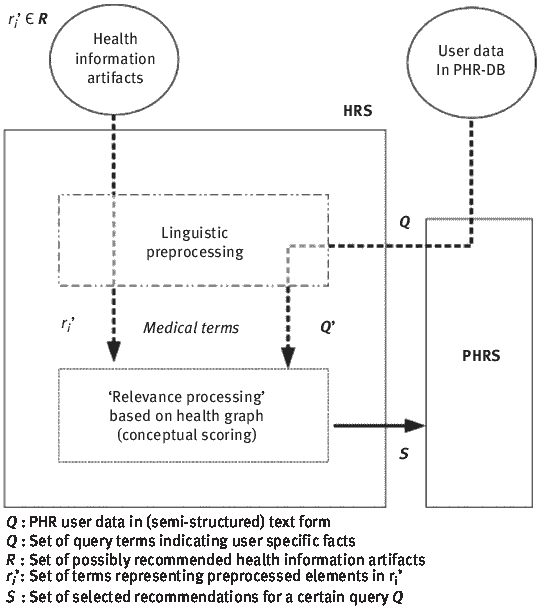 rᵢ' ∈ R
Health
information
artifacts
User data
In PHR-DB
HRS
Linguistic
preprocessing
Q
rᵢ'
Medical terms
Q'
PHRS
‘Relevance processing’
based on health graph
(conceptual scoring)
S
Q : PHR user data in (semi-structured) text form
Q : Set of query terms indicating user specific facts
R : Set of possibly recommended health information artifacts
rᵢ': Set of terms representing preprocessed elements in rᵢ'
S : Set of selected recommendations for a certain query Q